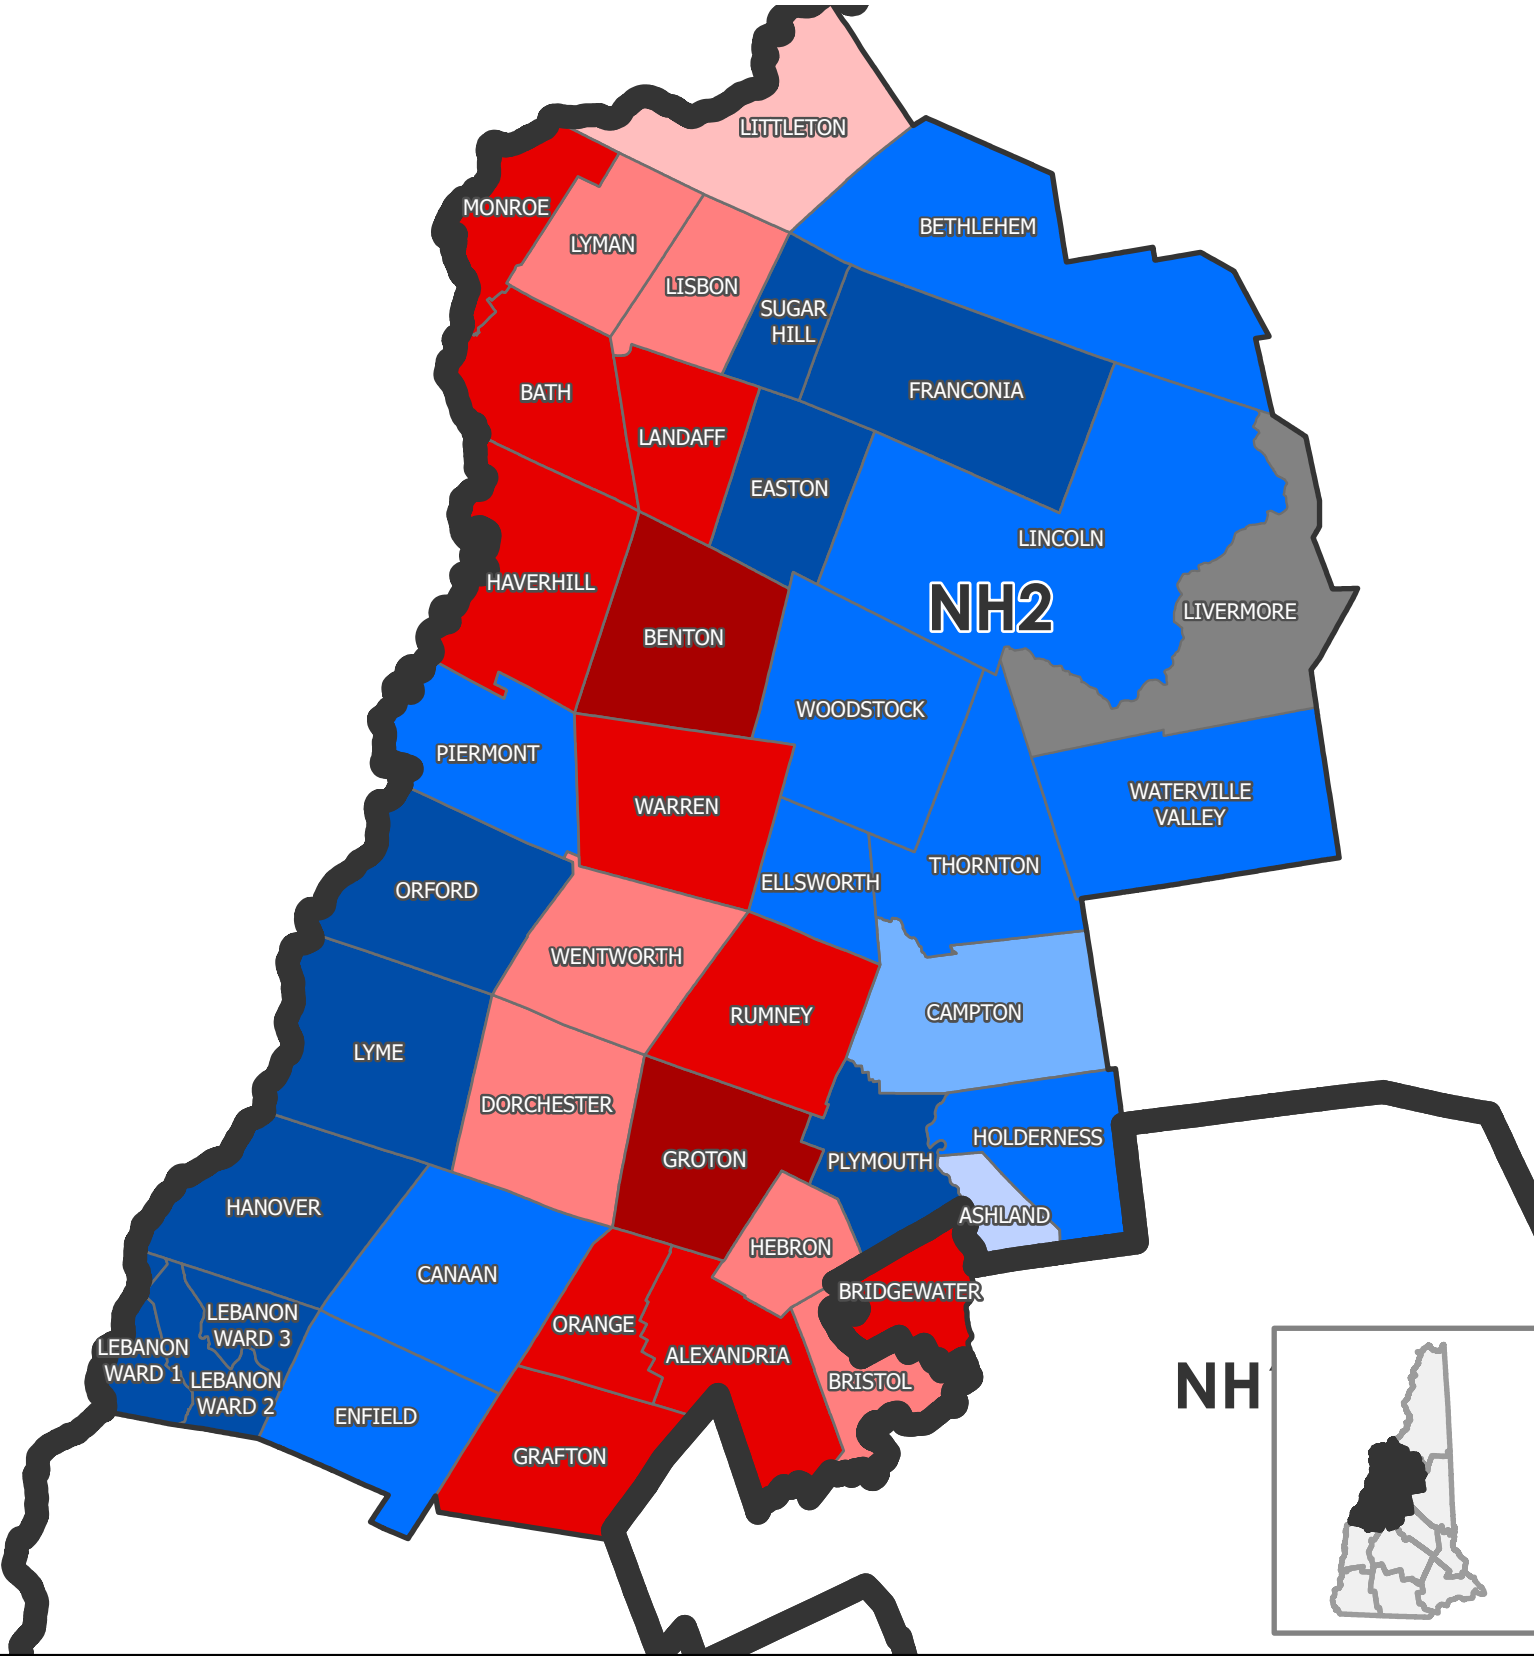 LITTLETON
MONROE
LYMAN
BETHLEHEM
LISBON
SUGAR
HILL
BATH
FRANCONIA
LANDAFF
EASTON
LINCOLN
HAVERHILL
NH2
LIVERMORE
BENTON
WOODSTOCK
PIERMONT
WATERVILLE
VALLEY
WARREN
THORNTON
ELLSWORTH
ORFORD
WENTWORTH
CAMPTON
RUMNEY
LYME
DORCHESTER
HOLDERNESS
GROTON
PLYMOUTH
HANOVER
ASHLAND
HEBRON
CANAAN
BRIDGEWATER
LEBANON
WARD 3
ORANGE
LEBANON
WARD 1
ALEXANDRIA
LEBANON
WARD 2
BRISTOL
NH
ENFIELD
GRAFTON